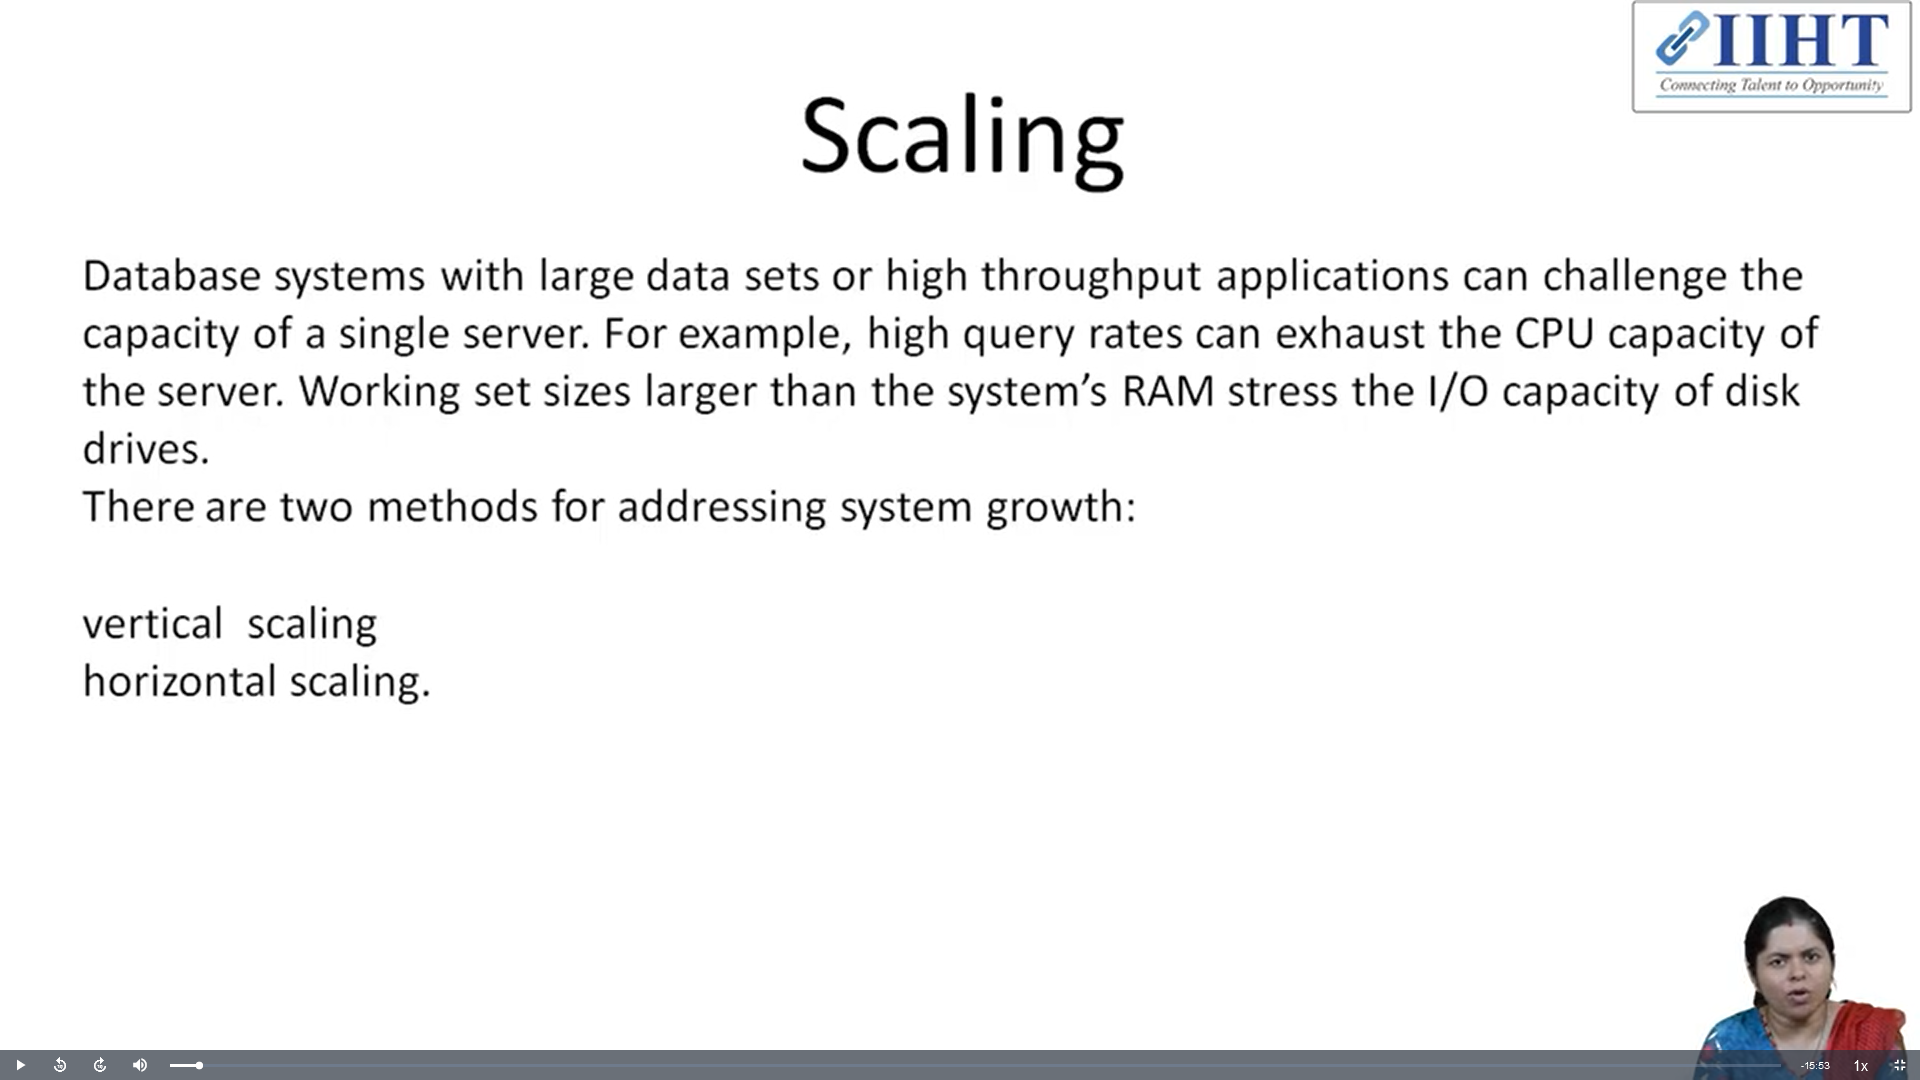 IIHT
Connecting Talent to Opportunity
Scaling
Database systems with large data sets or high throughput applications can challenge the
capacity of a single server. For example, high query rates can exhaust the CPU capacity of
the server. Working set sizes larger than the system’s RAM stress the I/O capacity of disk
drives.
There are two methods for addressing system growth:
vertical  scaling
horizontal scaling.
-15:53
1x